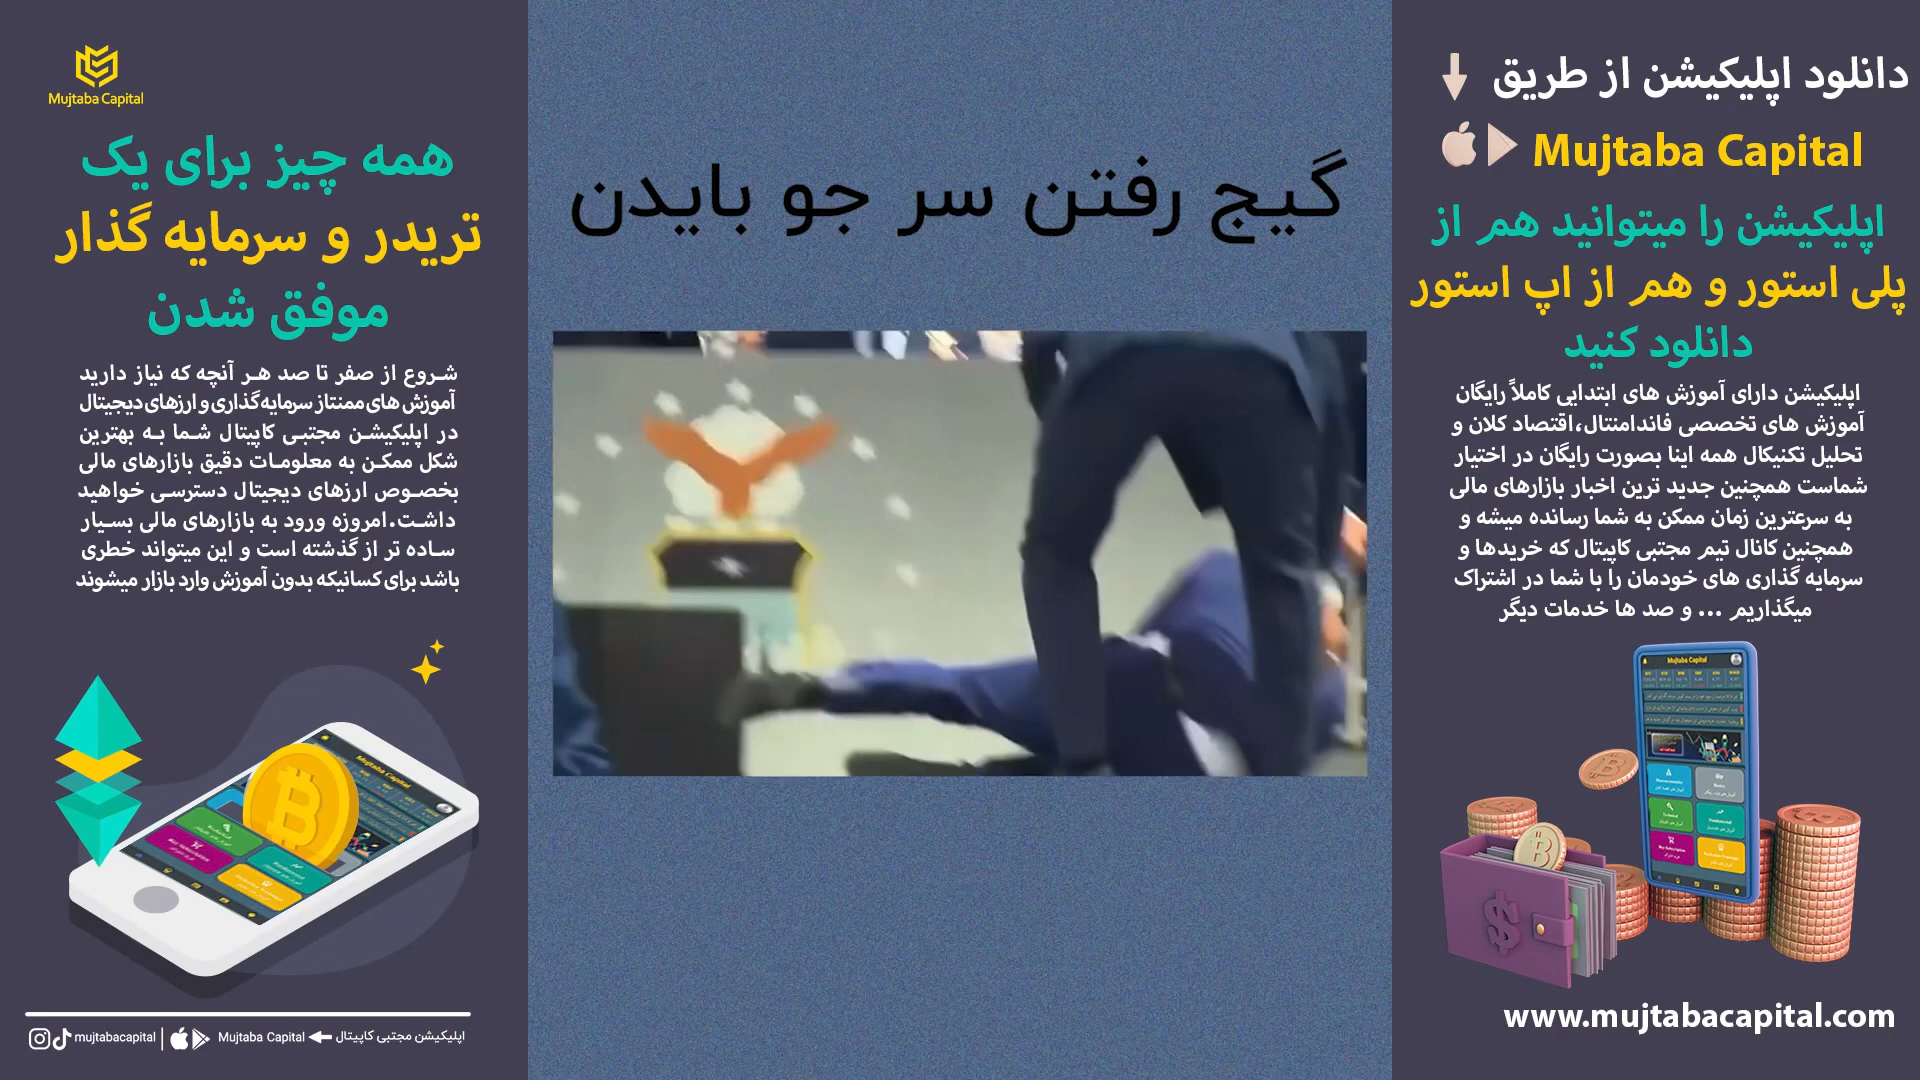 Mujtaba Capital
همه چیز برای یک
تریدر و سرمایه گذار
موفق شدن
شروع از صفر تا صد هر آنچه که نیاز دارید
آموزش های ممتتاز سرمایه گذاری و ارزهای دیجیتال
در اپلیکیشن مجتبی کاپیتال شما به بهترین
شکل ممکن به معلومات دقیق بازارهای مالی
بخصوص ارزهای دیجیتال دسترسی خواهید
داشت.امروزه ورود به بازارهای مالی بسیار
ساده تر از گذشته است و این میتواند خطری
باشد برای کسانیکه بدون آموزش وارد بازار میشوند
Mujtaba Capital
mujtabacapital | Mujtaba Capital اپلیکیشن مجتبی کاپیتال
گیج رفتن سر جو بایدن
دانلود اپلیکیشن از طریق
Mujtaba Capital
اپلیکیشن را میتوانید هم از
پلی استور و هم از اپ استور
دانلود کنید
اپلیکیشن دارای آموزش های ابتدایی کاملاً رایگان
آموزش های تخصصی فاندامنتال،اقتصاد کلان و
تحلیل تکنیکال همه اینا بصورت رایگان در اختیار
شماست همچنین جدید ترین اخبار بازارهای مالی
به سرعترین زمان ممکن به شما رسانده میشه و
همچنین کانال تیم مجتبی کاپیتال که خریدها و
سرمایه گذاری های خودمان را با شما در اشتراک
میگذاریم ... و صد ها خدمات دیگر
Mujtaba Capital
www.mujtabacapital.com